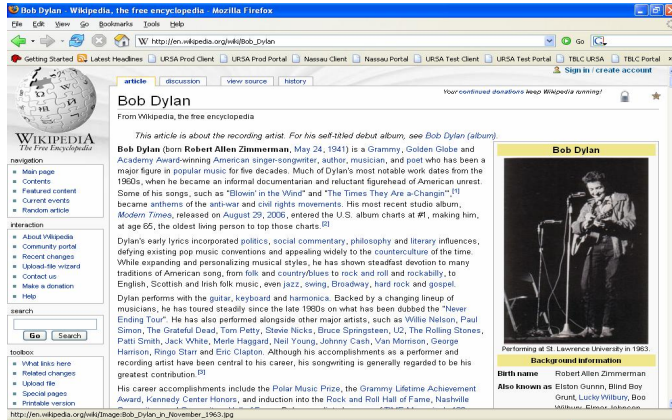 Bob Dylan - Wikipedia, the free encyclopedia - Mozilla Firefox
File Edit View Go Bookmarks Tools Help
http://en.wikipedia.org/wiki/Bob_Dylan
Go
Getting Started Latest Headlines URSA Prod Client URSA Prod Portal Nassau Client Nassau Portal URSA Test Client URSA Test Portal TBLC URSA TBLC Portal
Sign in / create account
article discussion view source history
Your continued donations keep Wikipedia running!
WIKIPEDIA
The Free Encyclopedia
navigation
Main page
Contents
Featured content
Current events
Random article
interaction
About Wikipedia
Community portal
Recent changes
Upload-file wizard
Contact us
Make a donation
Help
search
Go Search
toolbox
What links here
Related changes
Upload file
Special pages
Printable version
Bob Dylan
From Wikipedia, the free encyclopedia
This article is about the recording artist. For his self-titled debut album, see Bob Dylan (album).
Bob Dylan (born Robert Allen Zimmerman, May 24, 1941) is a Grammy, Golden Globe and
Academy Award-winning American singer-songwriter, author, musician, and poet who has been a
major figure in popular music for five decades. Much of Dylan's most notable work dates from the
1960s, when he became an informal documentarian and reluctant figurehead of American unrest.
Some of his songs, such as "Blowin' in the Wind" and "The Times They Are a-Changin'",[1]
became anthems of the anti-war and civil rights movements. His most recent studio album,
Modern Times, released on August 29, 2006, entered the U.S. album charts at #1, making him,
at age 65, the oldest living person to top those charts.[2]
Dylan's early lyrics incorporated politics, social commentary, philosophy and literary influences,
defying existing pop music conventions and appealing widely to the counterculture of the time.
While expanding and personalizing musical styles, he has shown steadfast devotion to many
traditions of American song, from folk and country/blues to rock and roll and rockabilly, to
English, Scottish and Irish folk music, even jazz, swing, Broadway, hard rock and gospel.
Dylan performs with the guitar, keyboard and harmonica. Backed by a changing lineup of
musicians, he has toured steadily since the late 1980s on what has been dubbed the "Never
Ending Tour". He has also performed alongside other major artists, such as Willie Nelson, Paul
Simon, The Grateful Dead, Tom Petty, Stevie Nicks, Bruce Springsteen, U2, The Rolling Stones,
Patti Smith, Jack White, Merle Haggard, Neil Young, Johnny Cash, Van Morrison, George
Harrison, Ringo Starr and Eric Clapton. Although his accomplishments as a performer and
recording artist have been central to his career, his songwriting is generally regarded to be his
greatest contribution.[3]
His career accomplishments include the Polar Music Prize, the Grammy Lifetime Achievement
Award, Kennedy Center Honors, and induction into the Rock and Roll Hall of Fame, Nashville
Bob Dylan
Performing at St. Lawrence University in 1963.
Background information
Birth name Robert Allen Zimmerman
Also known as Elston Gunnn, Blind Boy
Grunt, Lucky Wilbury, Boo
http://en.wikipedia.org/wiki/Image:Bob_Dylan_in_November_1963.jpg